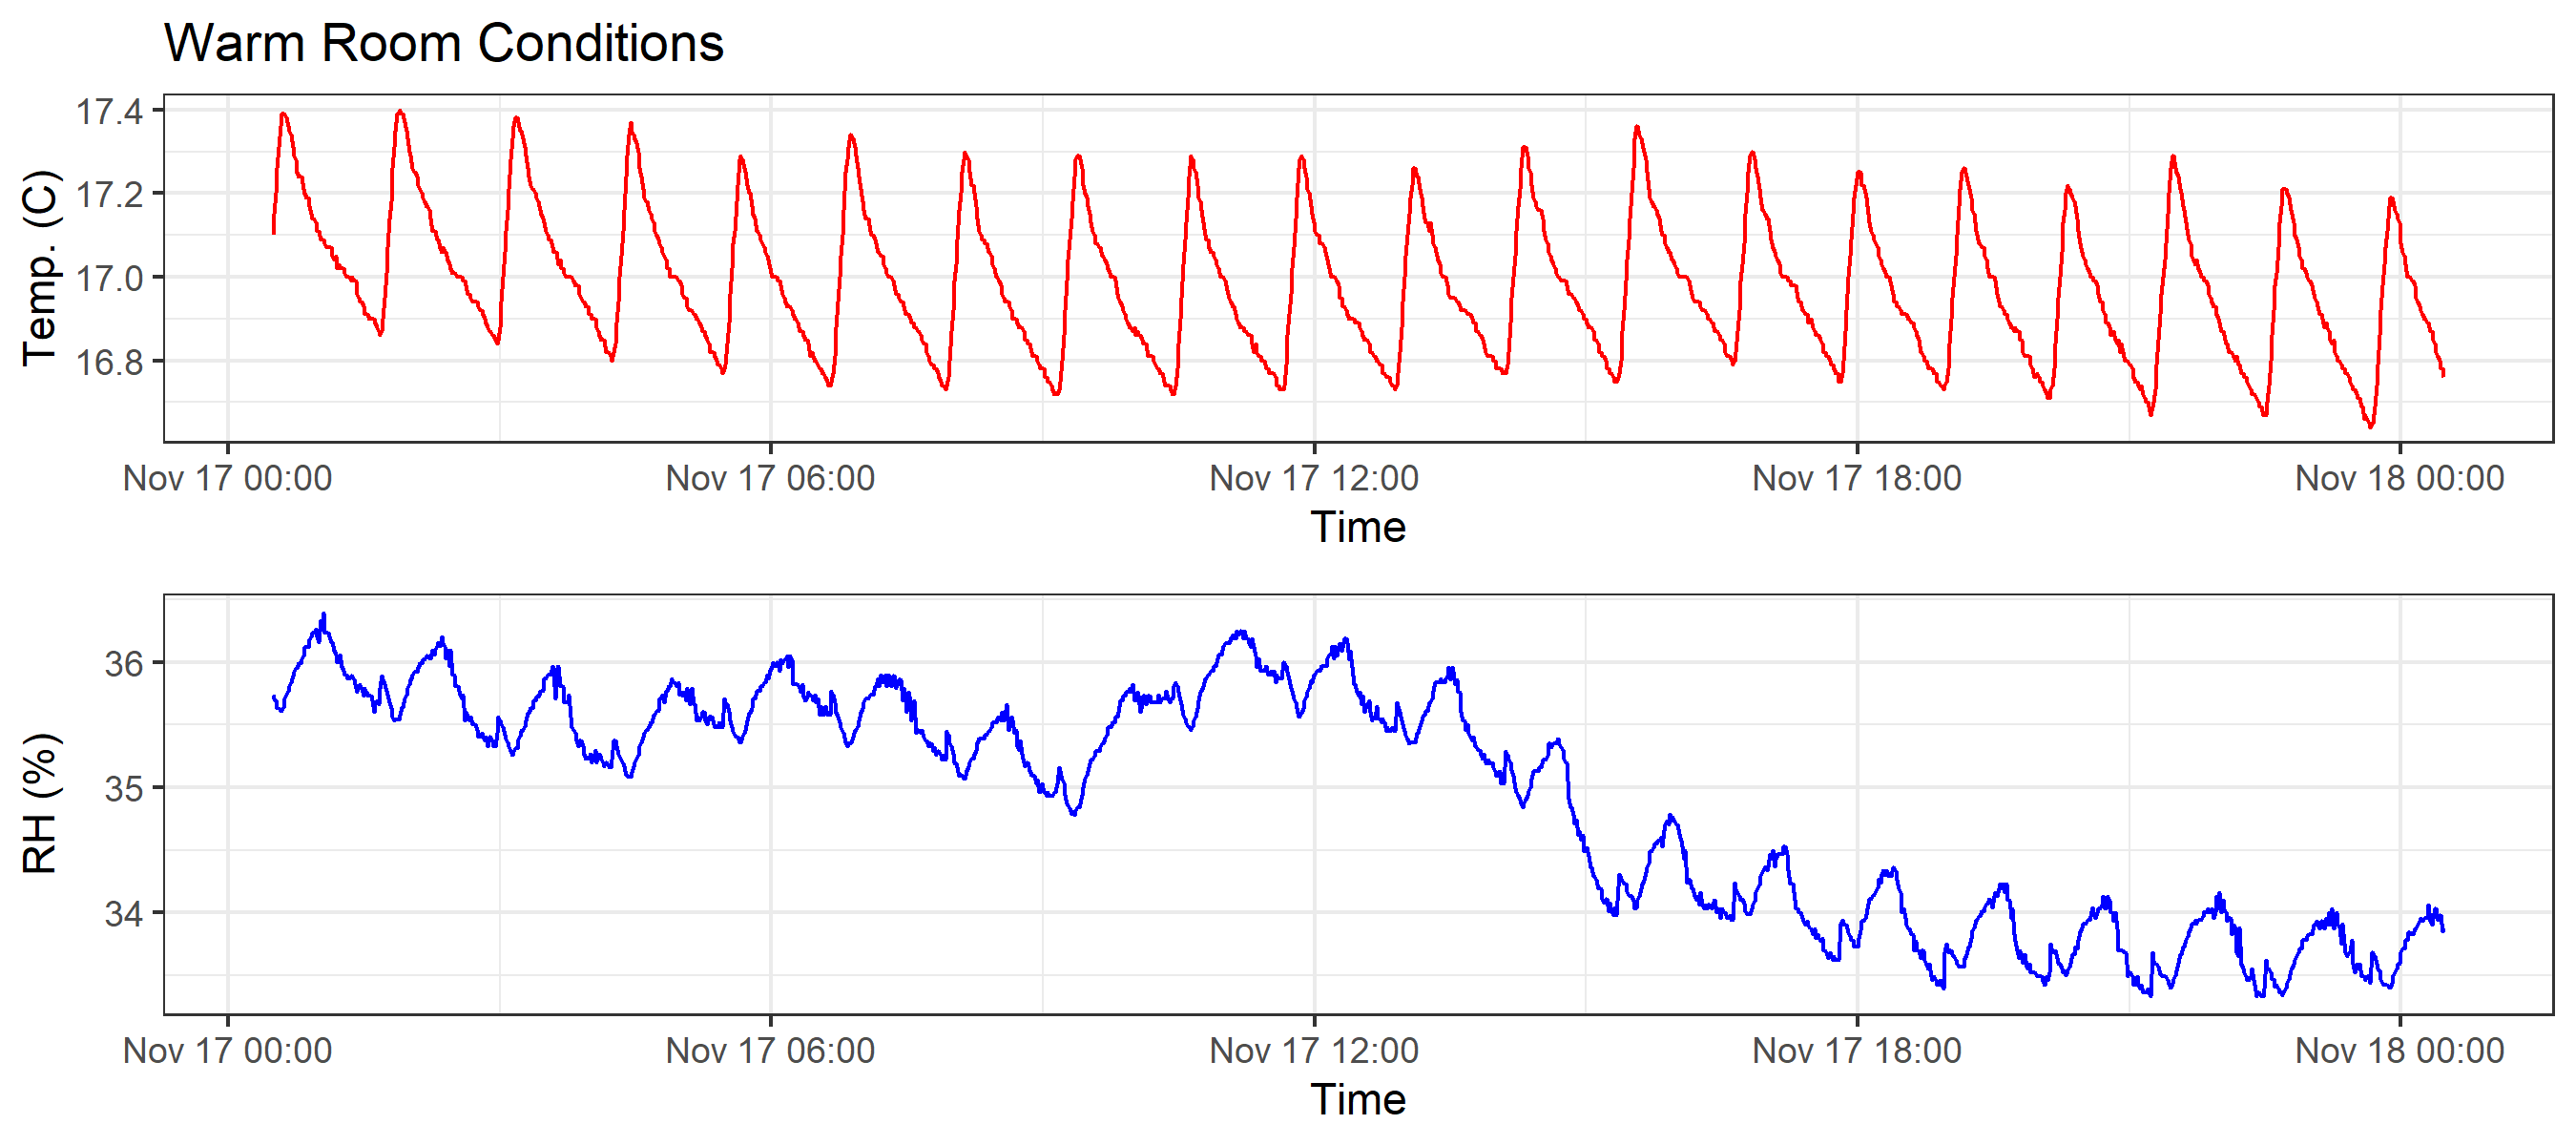 Warm Room Conditions
Temp. (C)
17.4
17.2
17.0
16.8
Nov 17 00:00 Nov 17 06:00 Nov 17 12:00 Nov 17 18:00 Nov 18 00:00
Time
RH (%)
36
35
34
Nov 17 00:00 Nov 17 06:00 Nov 17 12:00 Nov 17 18:00 Nov 18 00:00
Time